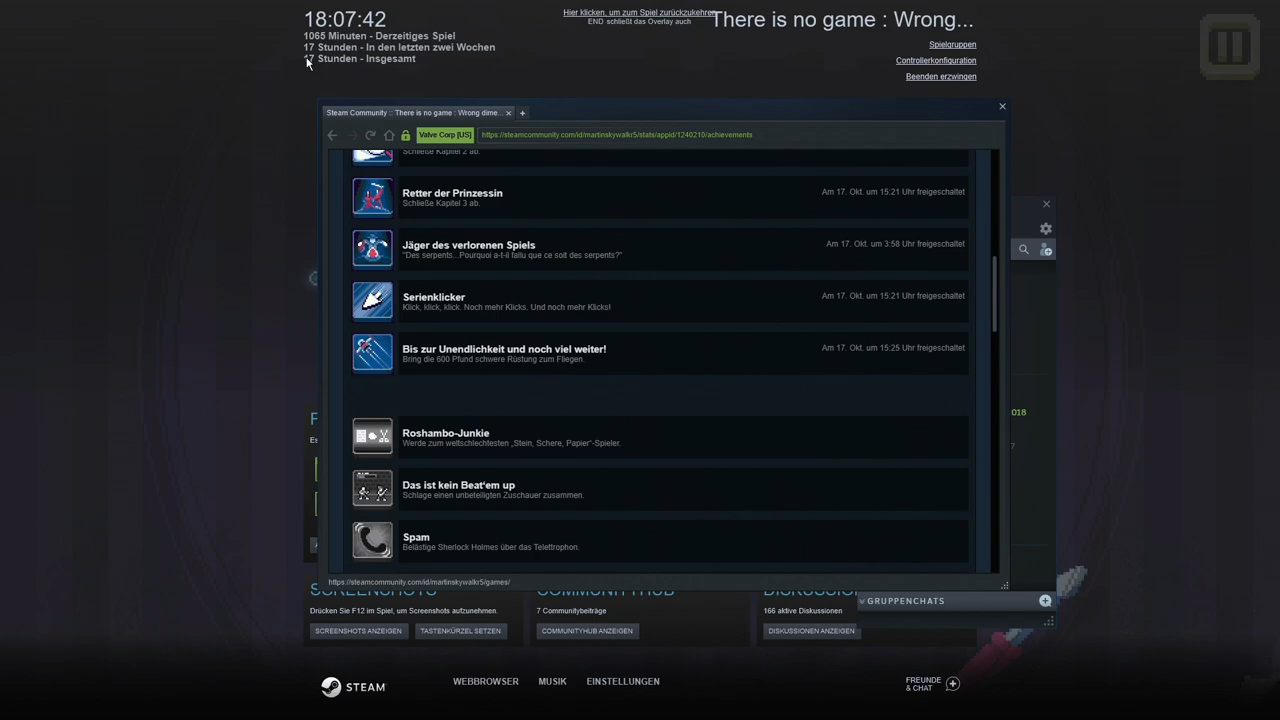 18:07:42
1065 Minuten - Derzeitiges Spiel
17 Stunden - In den letzten zwei Wochen
17 Stunden - Insgesamt
Hier klicken, um zum Spiel zurückzukehren
END schließt das Overlay auch
There is no game : Wrong...
Spielgruppen
Controllerkonfiguration
Beenden erzwingen
Steam Community :: There is no game : Wrong dime...
Valve Corp [US]
https://steamcommunity.com/id/martinskywalkr5/stats/appid/1240210/achievements
Schließe Kapitel 2 ab.
Retter der Prinzessin
Am 17. Okt. um 15:21 Uhr freigeschaltet
Schließe Kapitel 3 ab.
Jäger des verlorenen Spiels
Am 17. Okt. um 3:58 Uhr freigeschaltet
"Des serpents...Pourquoi a-t-il fallu que ce soit des serpents?"
Serienklicker
Am 17. Okt. um 15:21 Uhr freigeschaltet
Klick, klick, klick. Noch mehr Klicks. Und noch mehr Klicks!
Bis zur Unendlichkeit und noch viel weiter!
Am 17. Okt. um 15:25 Uhr freigeschaltet
Bring die 600 Pfund schwere Rüstung zum Fliegen.
Roshambo-Junkie
Werde zum weltschlechtesten „Stein, Schere, Papier“-Spieler.
Das ist kein Beat'em up
Schlage einen unbeteiligten Zuschauer zusammen.
Spam
Belästige Sherlock Holmes über das Telettrophon.
https://steamcommunity.com/id/martinskywalkr5/games/
018
7
F
Es
SCREENSHOTS
COMMUNITYHUB
GRUPPENCHATS
Drücken Sie F12 im Spiel, um Screenshots aufzunehmen.
7 Communitybeiträge
166 aktive Diskussionen
SCREENSHOTS ANZEIGEN
TASTENKÜRZEL SETZEN
COMMUNITYHUB ANZEIGEN
DISKUSSIONEN ANZEIGEN
STEAM
WEBBROWSER
MUSIK
EINSTELLUNGEN
FREUNDE
& CHAT